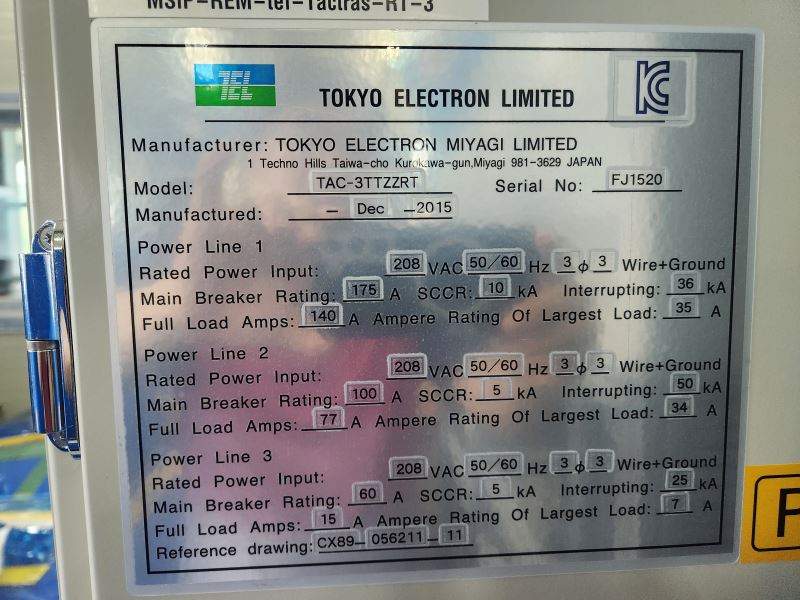 MSIP-REM-tel-Tactras-RT-3
TEL
TOKYO ELECTRON LIMITED
KC
Manufacturer: TOKYO ELECTRON MIYAGI LIMITED
1 Techno Hills Taiwa-cho Kurokawa-gun,Miyagi 981-3629 JAPAN
Model: TAC-3TTZZRT Serial No: FJ1520
Manufactured: - Dec -2015
Power Line 1
Rated Power Input: 208 VAC 50/60 Hz 3 ϕ 3 Wire+Ground
Main Breaker Rating: 175 A SCCR: 10 kA Interrupting: 36 kA
Full Load Amps: 140 A Ampere Rating Of Largest Load: 35 A
Power Line 2
Rated Power Input: 208 VAC 50/60 Hz 3 ϕ 3 Wire+Ground
Main Breaker Rating: 100 A SCCR: 5 kA Interrupting: 50 kA
Full Load Amps: 77 A Ampere Rating Of Largest Load: 34 A
Power Line 3
Rated Power Input: 208 VAC 50/60 Hz 3 ϕ 3 Wire+Ground
Main Breaker Rating: 60 A SCCR: 5 kA Interrupting: 25 kA
Full Load Amps: 15 A Ampere Rating Of Largest Load: 7 A
Reference drawing: CX89-056211-11